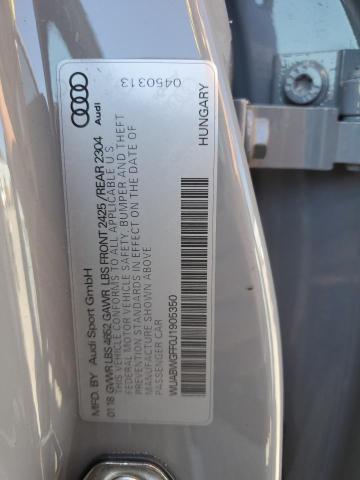 Audi
0450313
MFD. BY Audi Sport GmbH
HUNGARY
01.18 GVWR LBS 4652 GAWR LBS FRONT 2425 /REAR 2304
THIS VEHICLE CONFORMS TO ALL APPLICABLE U.S.
FEDERAL MOTOR VEHICLE SAFETY, BUMPER AND THEFT
PREVENTION STANDARDS IN EFFECT ON THE DATE OF
MANUFACTURE SHOWN ABOVE
PASSENGER CAR
WUABWGFF0J1905350